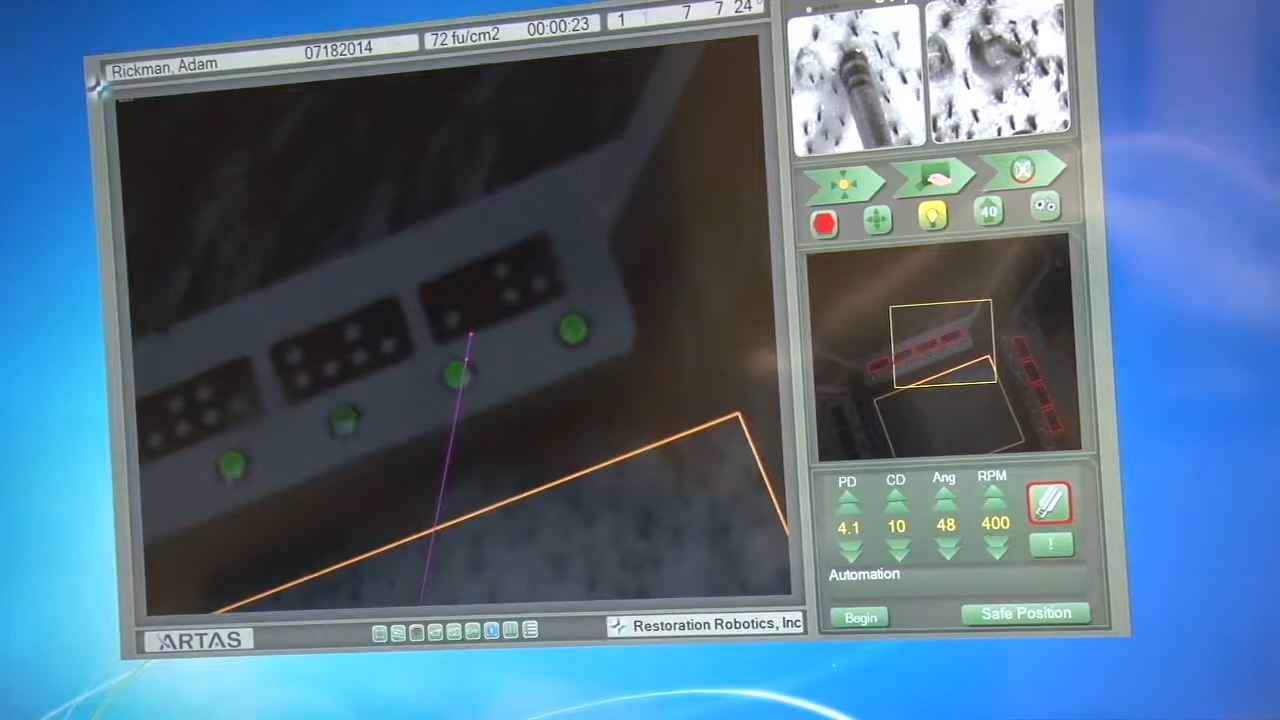 Rickman, Adam 07182014 72 fu/cm2 00:00:23 1 7 7 24
40
PD CD Ang RPM
4.1 10 48 400
!
Automation
Begin Safe Position
ARTAS Restoration Robotics, Inc